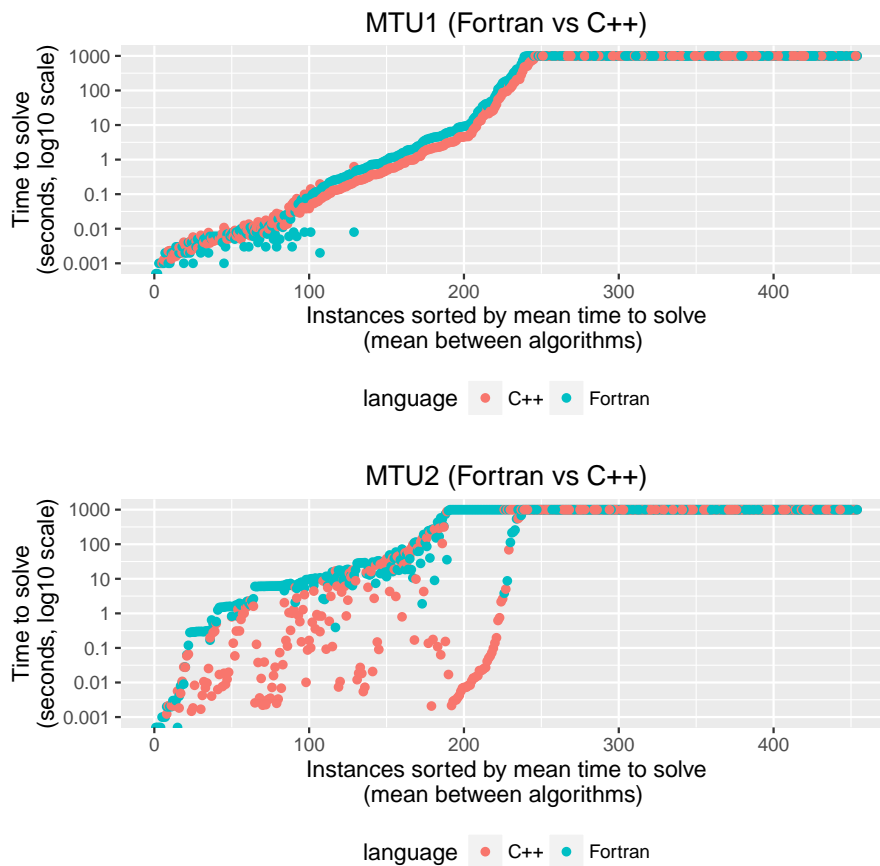 MTU1 (Fortran vs C++)
Time to solve
(seconds, log10 scale)
1000
100
10
1
0.1
0.01
0.001
0 100 200 300 400
Instances sorted by mean time to solve
(mean between algorithms)
language C++ Fortran
MTU2 (Fortran vs C++)
Time to solve
(seconds, log10 scale)
1000
100
10
1
0.1
0.01
0.001
0 100 200 300 400
Instances sorted by mean time to solve
(mean between algorithms)
language C++ Fortran